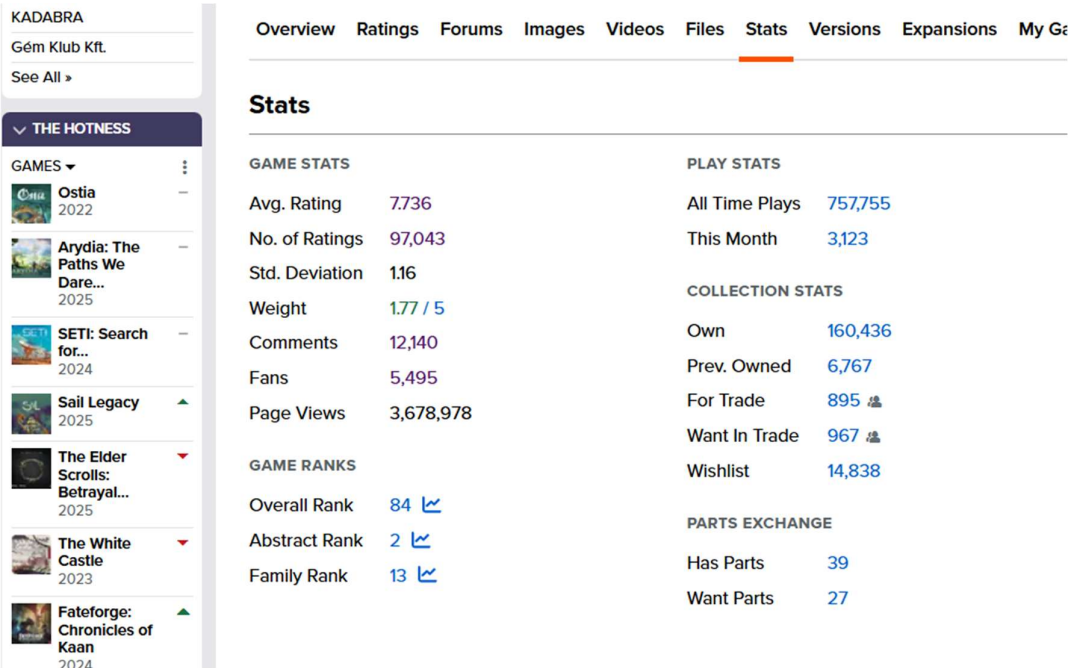 KADABRA
Gém Klub Kft.
See All »
THE HOTNESS
GAMES
Ostia
2022
Arydia: The
Paths We
Dare...
2025
SETI: Search
for...
2024
Sail Legacy
2025
The Elder
Scrolls:
Betrayal...
2025
The White
Castle
2023
Fateforge:
Chronicles of
Kaan
2024
Overview Ratings Forums Images Videos Files Stats Versions Expansions My Ga
Stats
GAME STATS
Avg. Rating 7.736
No. of Ratings 97,043
Std. Deviation 1.16
Weight 1.77 / 5
Comments 12,140
Fans 5,495
Page Views 3,678,978
GAME RANKS
Overall Rank 84
Abstract Rank 2
Family Rank 13
PLAY STATS
All Time Plays 757,755
This Month 3,123
COLLECTION STATS
Own 160,436
Prev. Owned 6,767
For Trade 895
Want In Trade 967
Wishlist 14,838
PARTS EXCHANGE
Has Parts 39
Want Parts 27